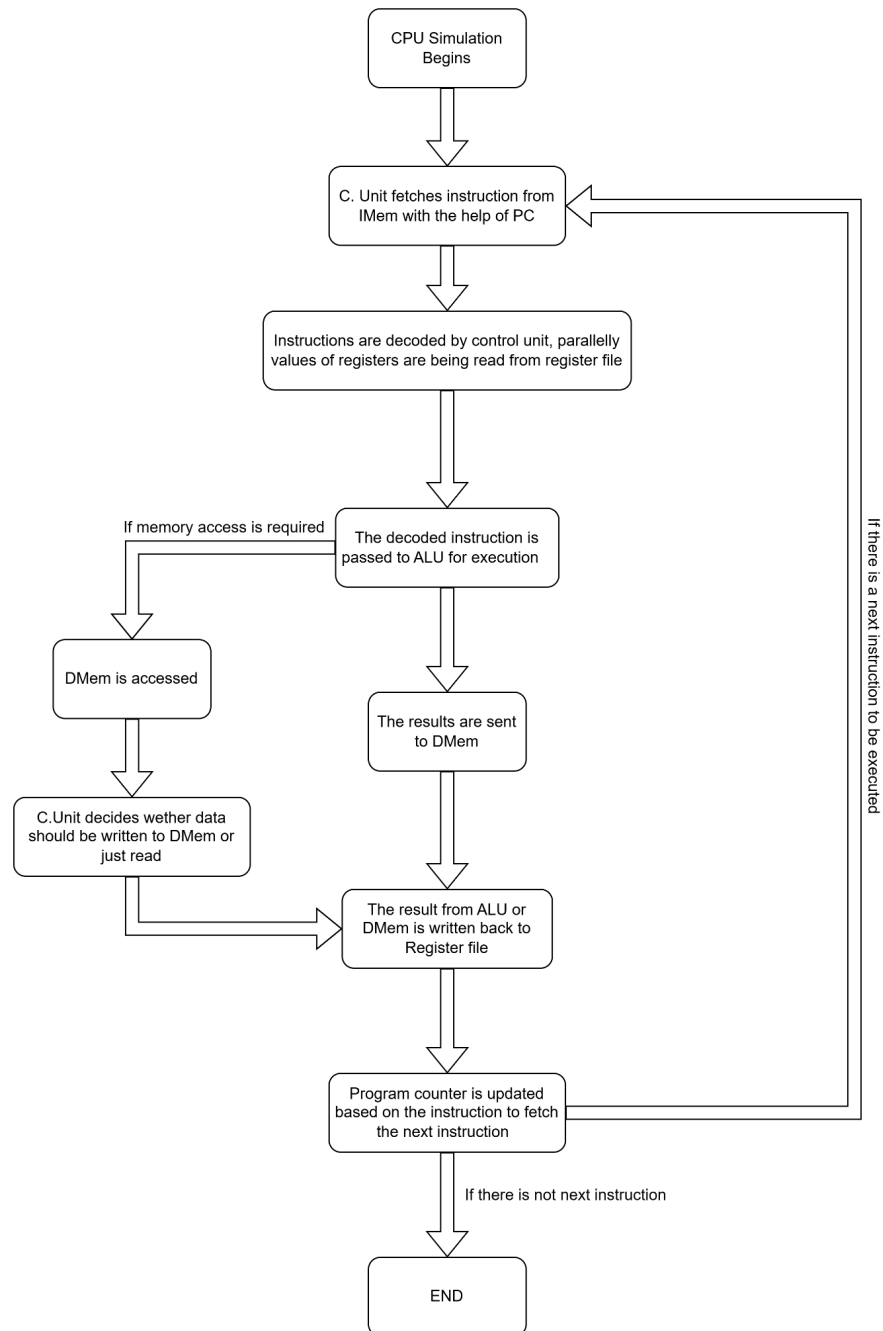 CPU Simulation
Begins
C. Unit fetches instruction from
IMem with the help of PC
Instructions are decoded by control unit, parallelly
values of registers are being read from register file
If memory access is required
The decoded instruction is
passed to ALU for execution
DMem is accessed
The results are sent
to DMem
C.Unit decides wether data
should be written to DMem or
just read
The result from ALU or
DMem is written back to
Register file
If there is a next instruction to be executed
Program counter is updated
based on the instruction to fetch
the next instruction
If there is not next instruction
END